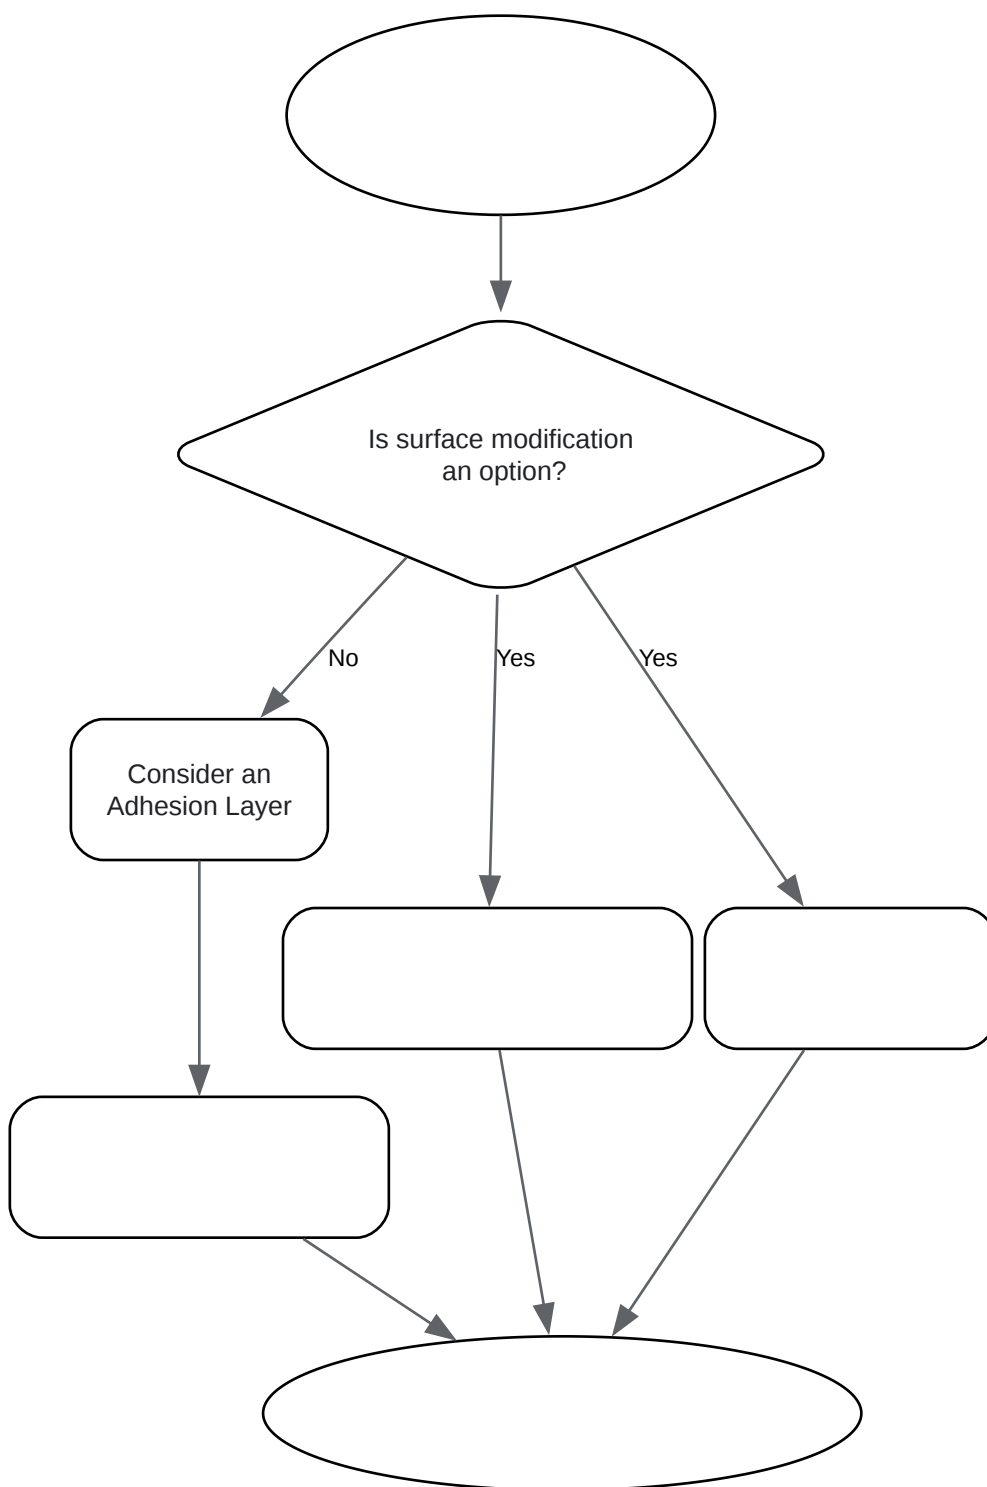 Is surface modification
an option?
No
Yes
Yes
Consider an
Adhesion Layer